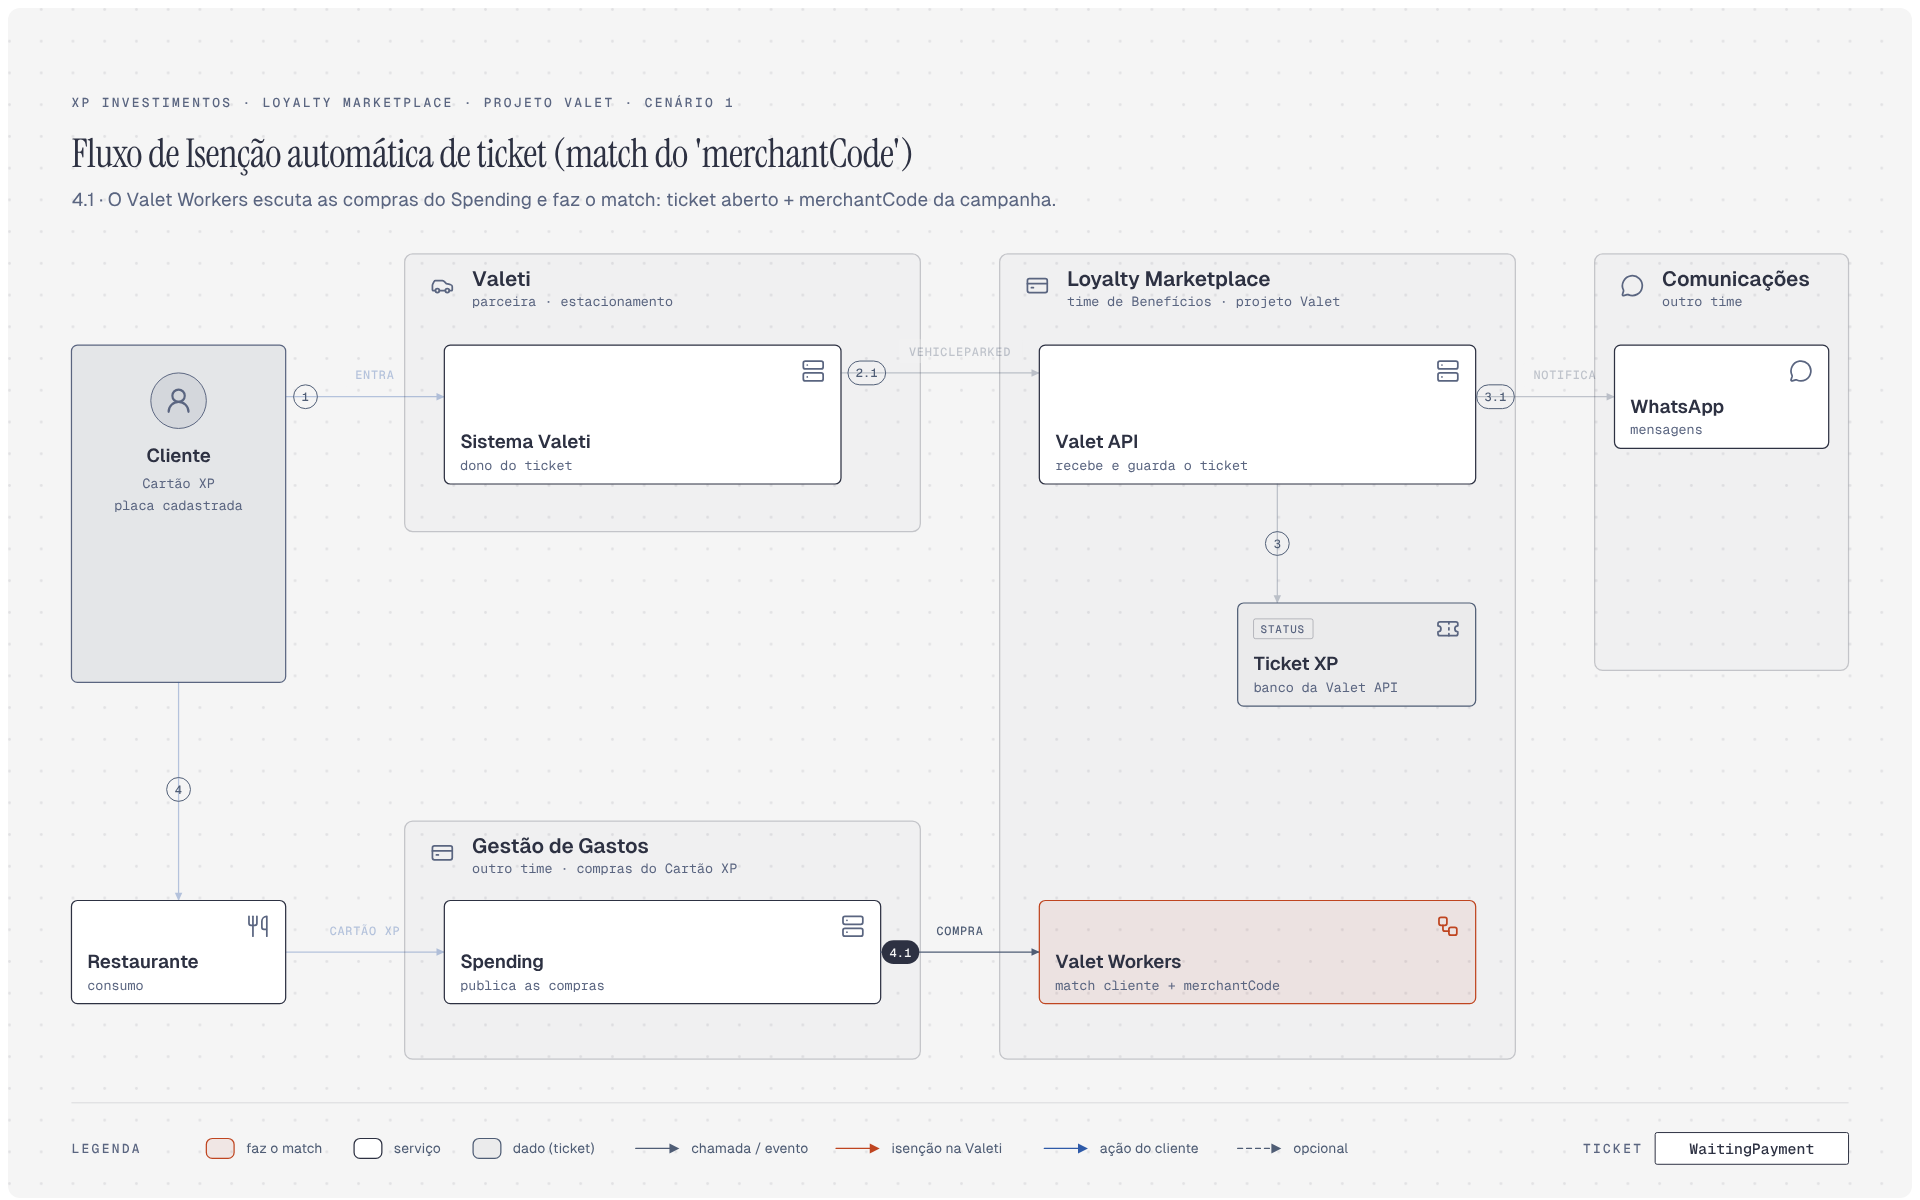 XP INVESTIMENTOS · LOYALTY MARKETPLACE · PROJETO VALET · CENÁRIO 1
Fluxo de Isenção automática de ticket (match do 'merchantCode')
4.1 · O Valet Workers escuta as compras do Spending e faz o match: ticket aberto + merchantCode da campanha.
Valeti
parceira · estacionamento
Loyalty Marketplace
time de Benefícios · projeto Valet
Comunicações
outro time
Cliente
Cartão XP
placa cadastrada
1
ENTRA
Sistema Valeti
dono do ticket
2.1
VEHICLEPARKED
Valet API
recebe e guarda o ticket
3.1
NOTIFICA
WhatsApp
mensagens
3
STATUS
Ticket XP
banco da Valet API
4
Gestão de Gastos
outro time · compras do Cartão XP
Restaurante
consumo
CARTÃO XP
Spending
publica as compras
4.1
COMPRA
Valet Workers
match cliente + merchantCode
LEGENDA
faz o match
serviço
dado (ticket)
chamada / evento
isenção na Valeti
ação do cliente
opcional
TICKET
WaitingPayment